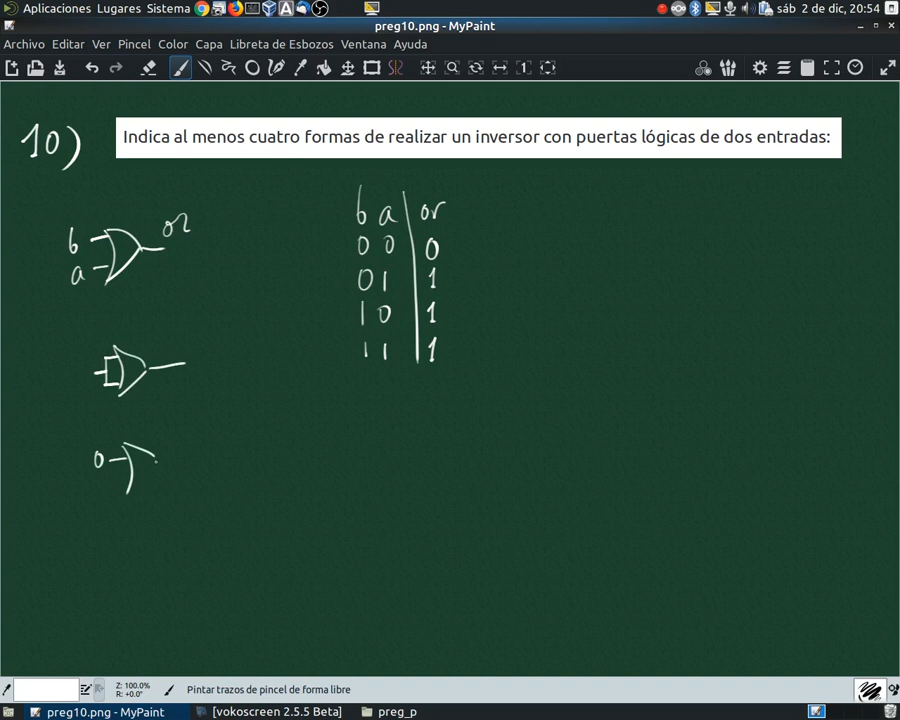 Aplicaciones Lugares Sistema sáb 2 de dic, 20:54
preg10.png - MyPaint
Archivo Editar Ver Pincel Color Capa Libreta de Esbozos Ventana Ayuda
10) Indica al menos cuatro formas de realizar un inversor con puertas lógicas de dos entradas:
b a or
b or
a
0 0 0
0 1 1
1 0 1
1 1 1
0
Z: 100.0%
R: +0.0°
Pintar trazos de pincel de forma libre
preg10.png - MyPaint [vokoscreen 2.5.5 Beta] preg_p